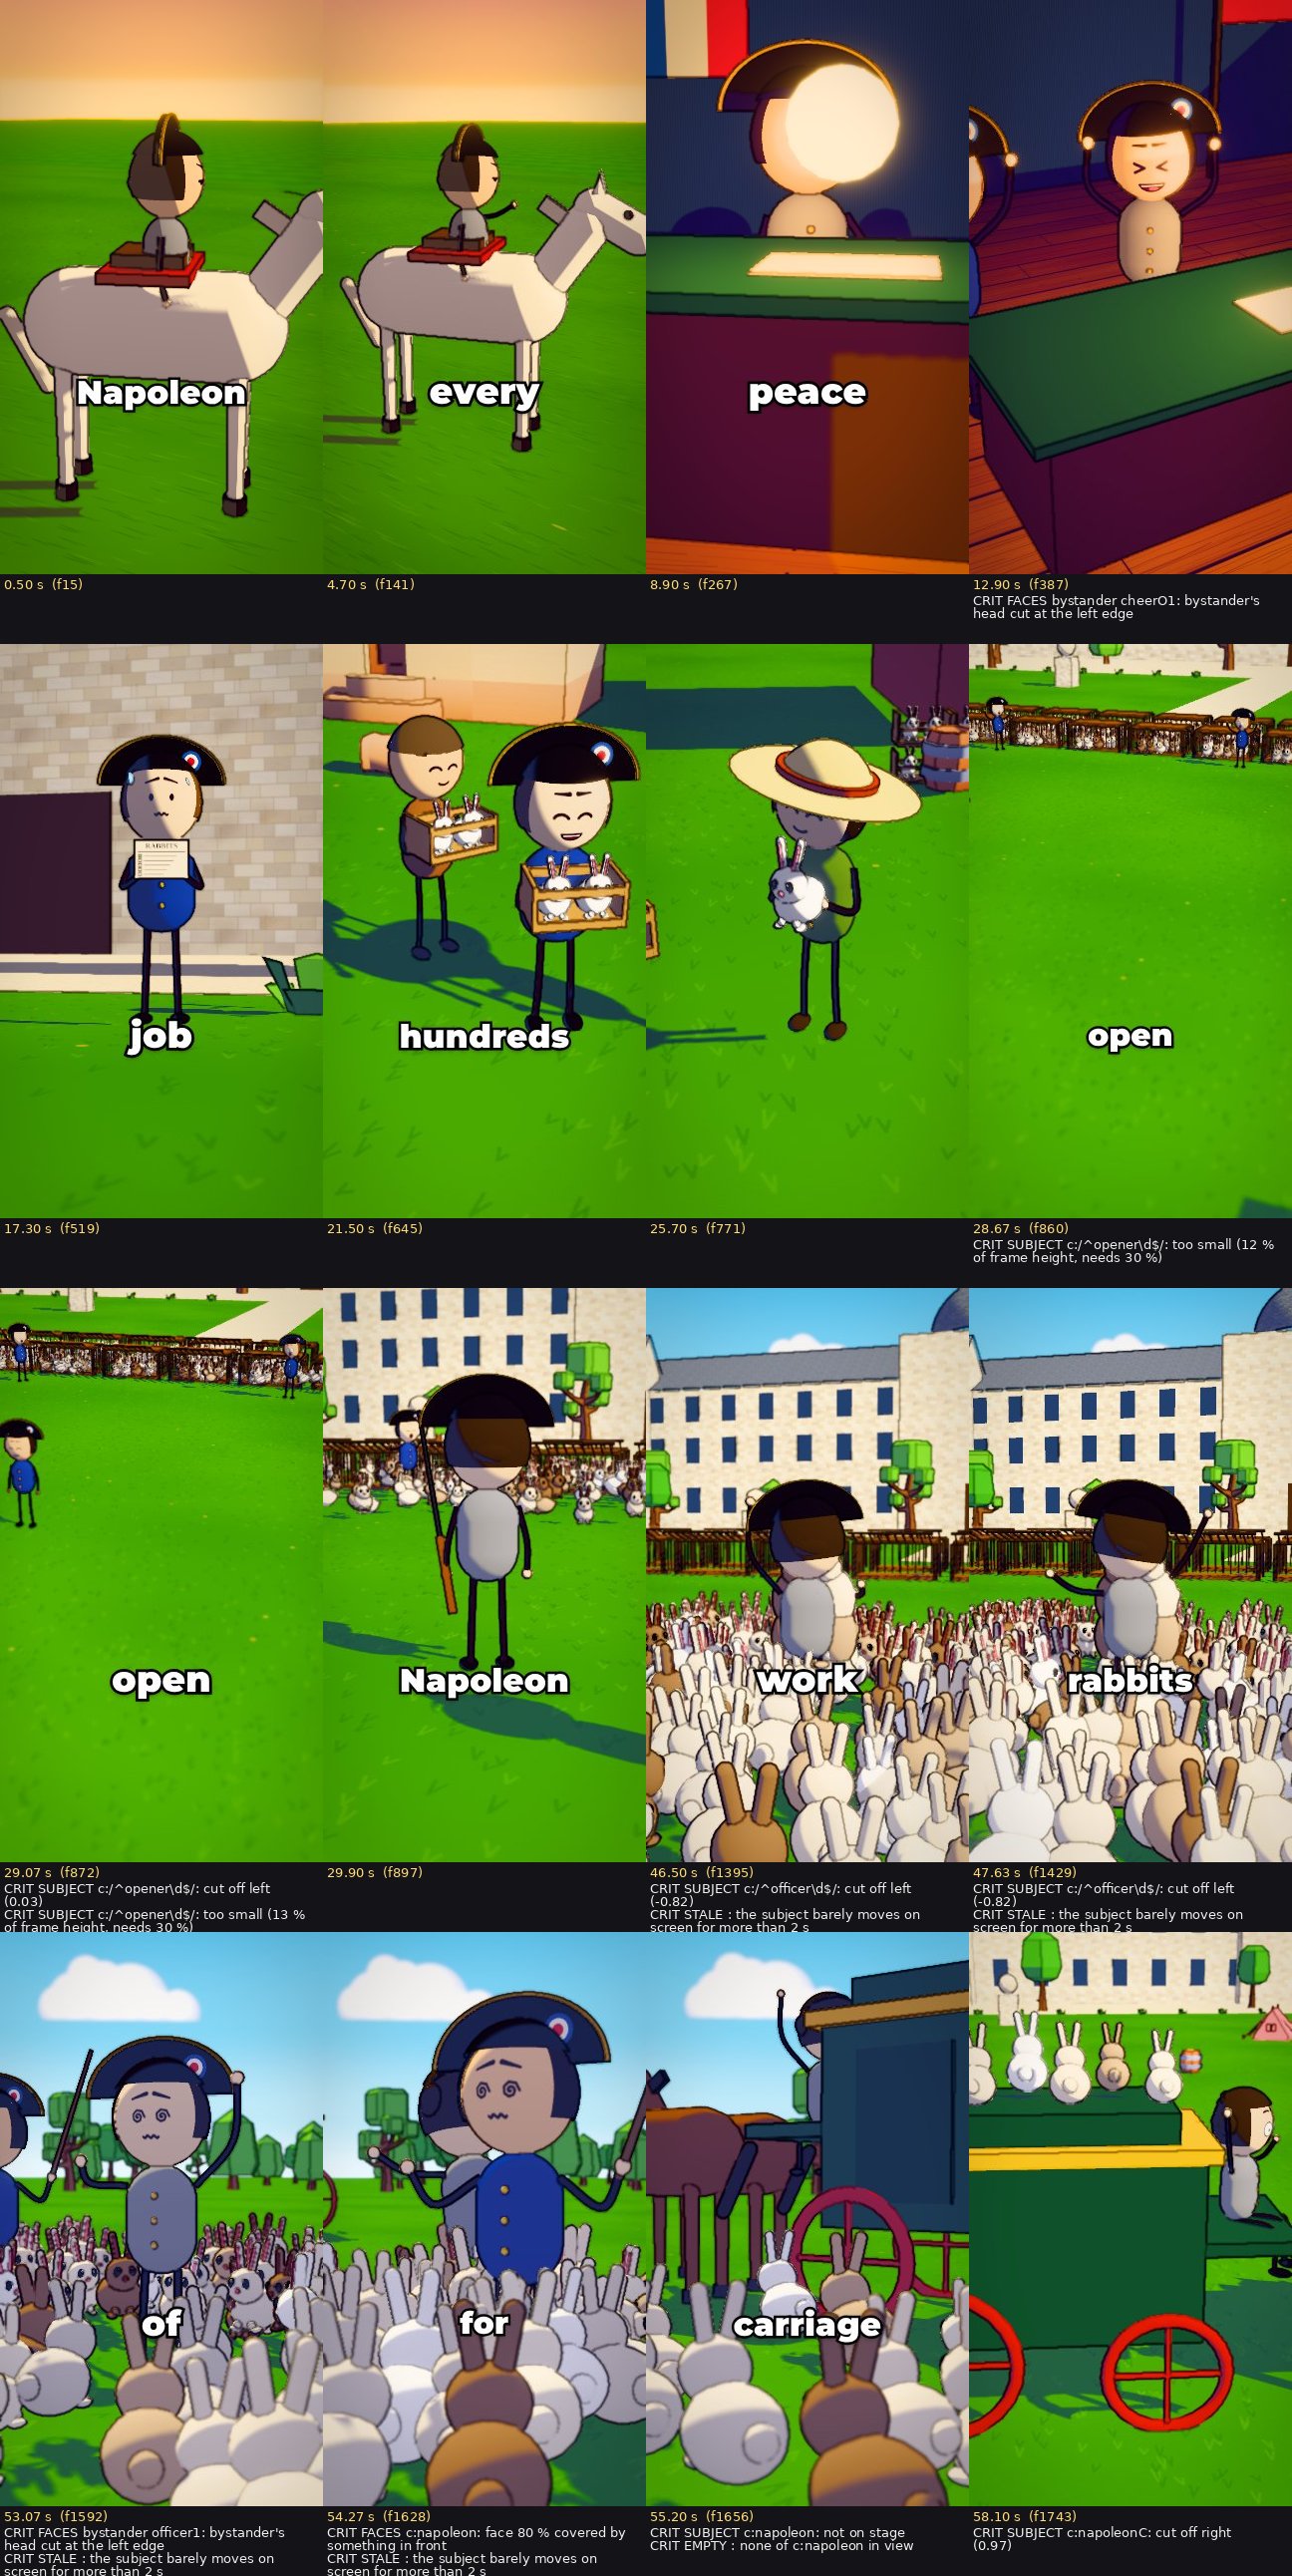 Napoleon
every
peace
0.50 s (f15)
4.70 s (f141)
8.90 s (f267)
12.90 s (f387)
CRIT FACES bystander cheerO1: bystander's
head cut at the left edge
RABBITS
job
hundreds
open
17.30 s (f519)
21.50 s (f645)
25.70 s (f771)
28.67 s (f860)
CRIT SUBJECT c:/^opener\d$/: too small (12 %
of frame height, needs 30 %)
open
Napoleon
work
rabbits
29.07 s (f872)
CRIT SUBJECT c:/^opener\d$/: cut off left
(0.03)
CRIT SUBJECT c:/^opener\d$/: too small (13 %
of frame height, needs 30 %)
29.90 s (f897)
46.50 s (f1395)
CRIT SUBJECT c:/^officer\d$/: cut off left
(-0.82)
CRIT STALE : the subject barely moves on
screen for more than 2 s
47.63 s (f1429)
CRIT SUBJECT c:/^officer\d$/: cut off left
(-0.82)
CRIT STALE : the subject barely moves on
screen for more than 2 s
of
for
carriage
53.07 s (f1592)
CRIT FACES bystander officer1: bystander's
head cut at the left edge
CRIT STALE : the subject barely moves on
screen for more than 2 s
54.27 s (f1628)
CRIT FACES c:napoleon: face 80 % covered by
something in front
CRIT STALE : the subject barely moves on
screen for more than 2 s
55.20 s (f1656)
CRIT SUBJECT c:napoleon: not on stage
CRIT EMPTY : none of c:napoleon in view
58.10 s (f1743)
CRIT SUBJECT c:napoleonC: cut off right
(0.97)